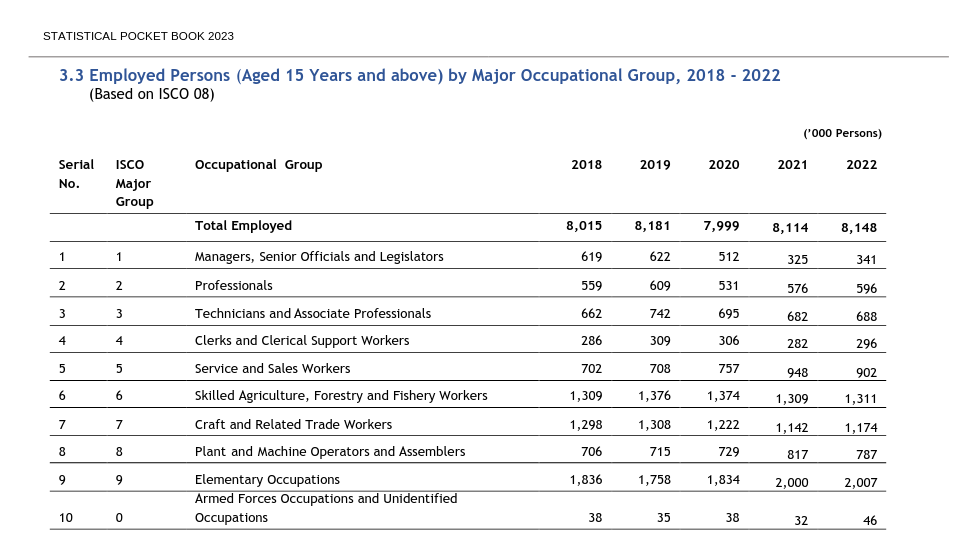 STATISTICAL POCKET BOOK 2023
3.3 Employed Persons (Aged 15 Years and above) by Major Occupational Group, 2018 - 2022
(Based on ISCO 08)
('000 Persons)
Serial No. ISCO Major Group Occupational Group 2018 2019 2020 2021 2022
Total Employed 8,015 8,181 7,999 8,114 8,148
1 1 Managers, Senior Officials and Legislators 619 622 512 325 341
2 2 Professionals 559 609 531 576 596
3 3 Technicians and Associate Professionals 662 742 695 682 688
4 4 Clerks and Clerical Support Workers 286 309 306 282 296
5 5 Service and Sales Workers 702 708 757 948 902
6 6 Skilled Agriculture, Forestry and Fishery Workers 1,309 1,376 1,374 1,309 1,311
7 7 Craft and Related Trade Workers 1,298 1,308 1,222 1,142 1,174
8 8 Plant and Machine Operators and Assemblers 706 715 729 817 787
9 9 Elementary Occupations 1,836 1,758 1,834 2,000 2,007
Armed Forces Occupations and Unidentified
10 0 Occupations 38 35 38 32 46